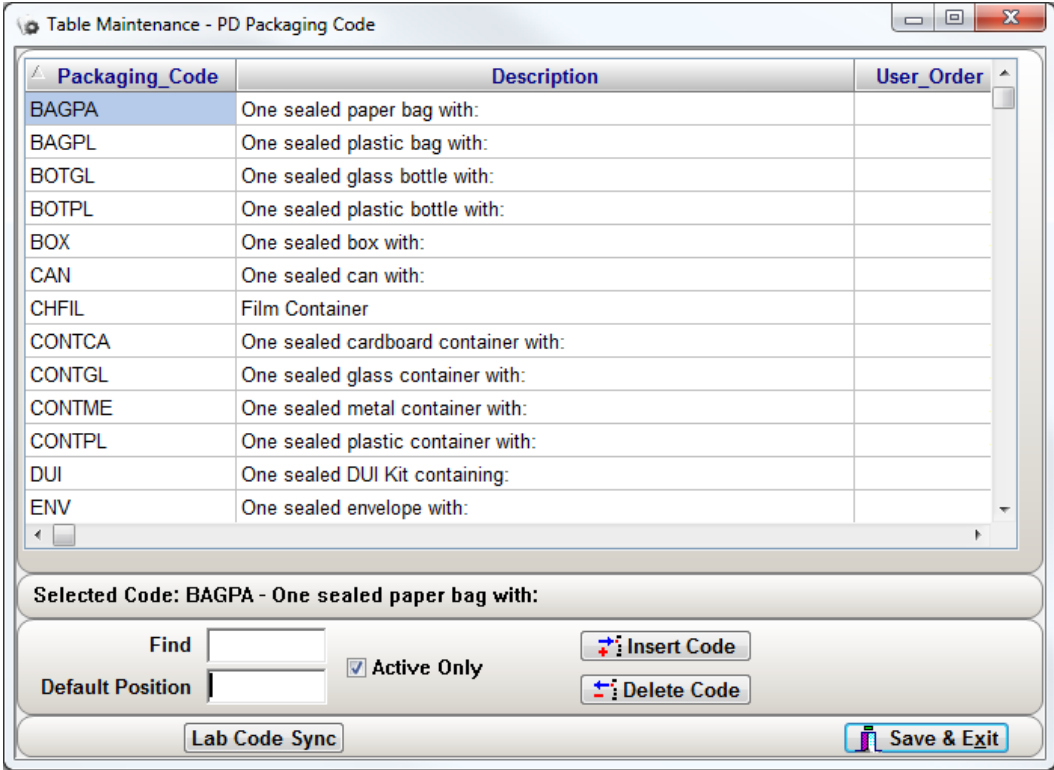 Table Maintenance - PD Packaging Code
Packaging_Code Description User_Order
BAGPA One sealed paper bag with:
BAGPL One sealed plastic bag with:
BOTGL One sealed glass bottle with:
BOTPL One sealed plastic bottle with:
BOX One sealed box with:
CAN One sealed can with:
CHFIL Film Container
CONTCA One sealed cardboard container with:
CONTGL One sealed glass container with:
CONTME One sealed metal container with:
CONTPL One sealed plastic container with:
DUI One sealed DUI Kit containing:
ENV One sealed envelope with:
Selected Code: BAGPA - One sealed paper bag with:
Find
Active Only
Insert Code
Default Position
Delete Code
Lab Code Sync
Save & Exit